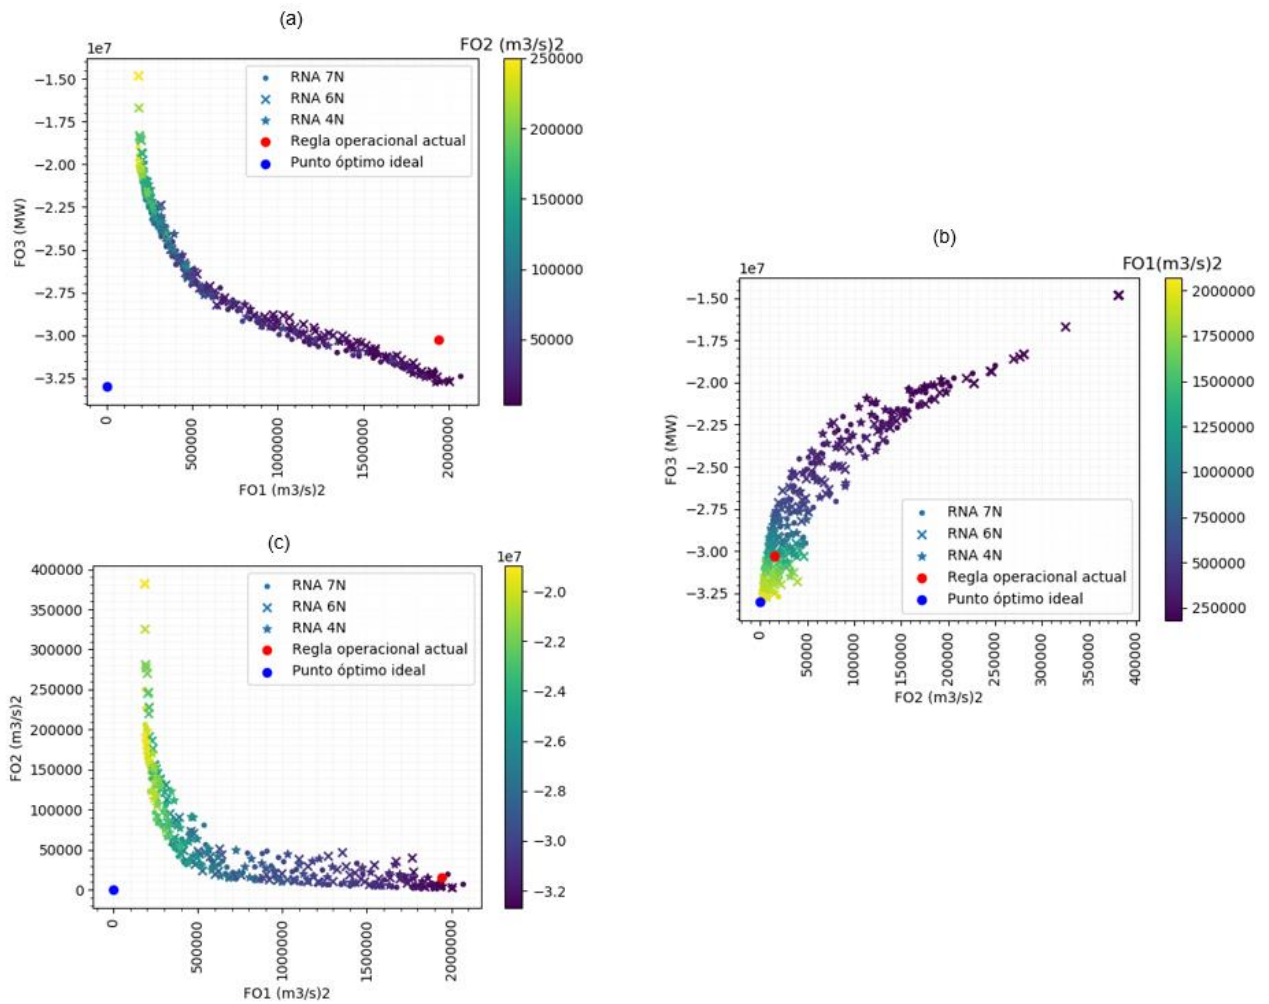 (a)
1e7
FO2 (m3/s)2
−1.50
−1.75
−2.00
−2.25
−2.50
−2.75
−3.00
−3.25
FO3 (MW)
RNA 7N
RNA 6N
RNA 4N
Regla operacional actual
Punto óptimo ideal
250000
200000
150000
100000
50000
0
500000
1000000
1500000
2000000
FO1 (m3/s)2
(b)
1e7
FO1(m3/s)2
−1.50
−1.75
−2.00
−2.25
−2.50
−2.75
−3.00
−3.25
FO3 (MW)
RNA 7N
RNA 6N
RNA 4N
Regla operacional actual
Punto óptimo ideal
2000000
1750000
1500000
1250000
1000000
750000
500000
250000
0
50000
100000
150000
200000
250000
300000
350000
400000
FO2 (m3/s)2
(c)
1e7
400000
350000
300000
250000
200000
150000
100000
50000
0
FO2 (m3/s)2
RNA 7N
RNA 6N
RNA 4N
Regla operacional actual
Punto óptimo ideal
−2.0
−2.2
−2.4
−2.6
−2.8
−3.0
−3.2
0
500000
1000000
1500000
2000000
FO1 (m3/s)2